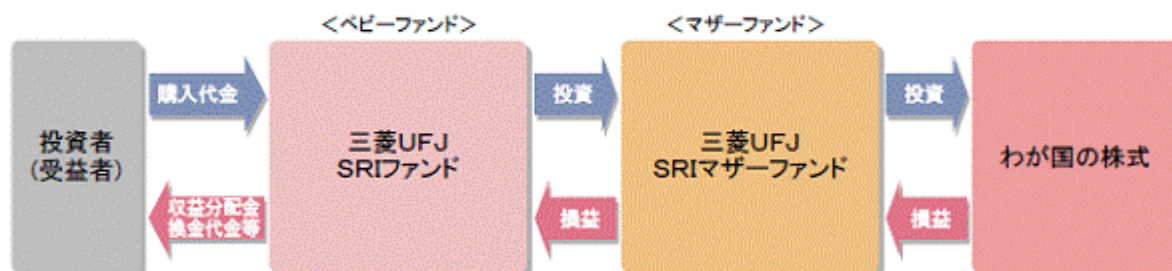 <ベビーファンド>
<マザーファンド>
投資者
(受益者)
購入代金
収益分配金
換金代金等
三菱UFJ
SRIファンド
投資
損益
三菱UFJ
SRIマザーファンド
投資
損益
わが国の株式